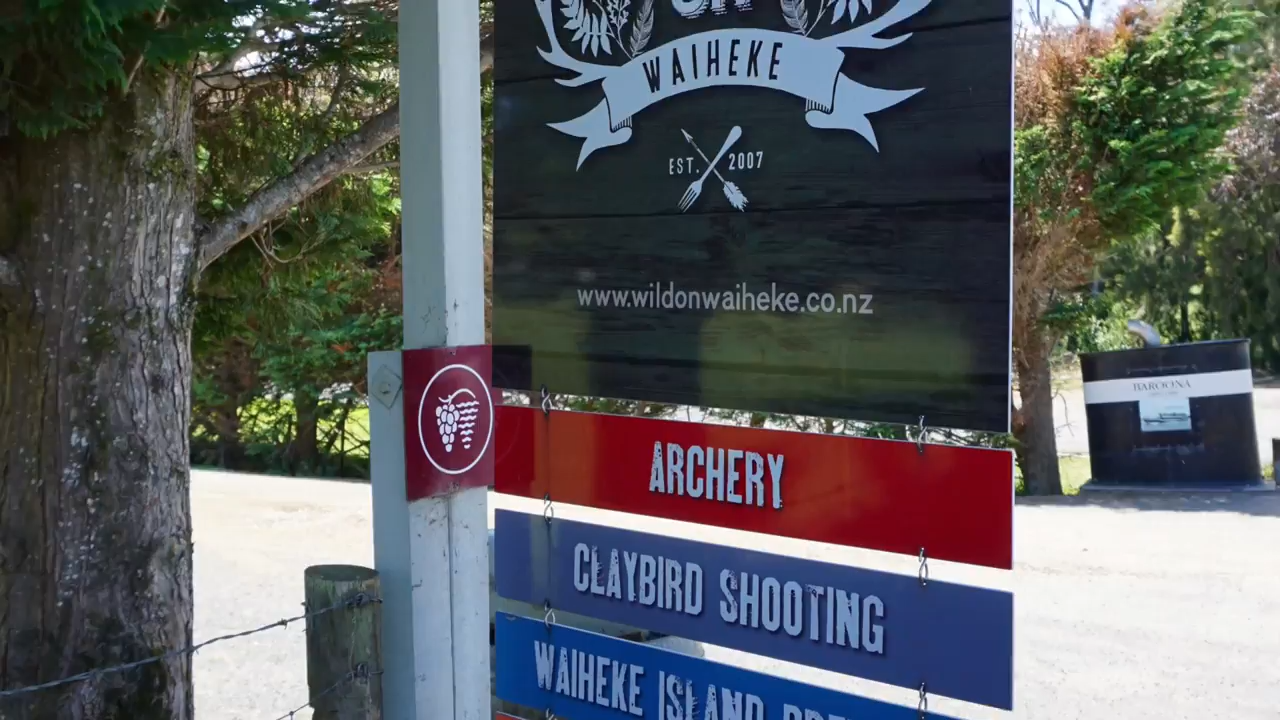 WAIHEKE
EST. 2007
www.wildonwaiheke.co.nz
ARCHERY
CLAYBIRD SHOOTING
WAIHEKE ISLAND
BAROONA